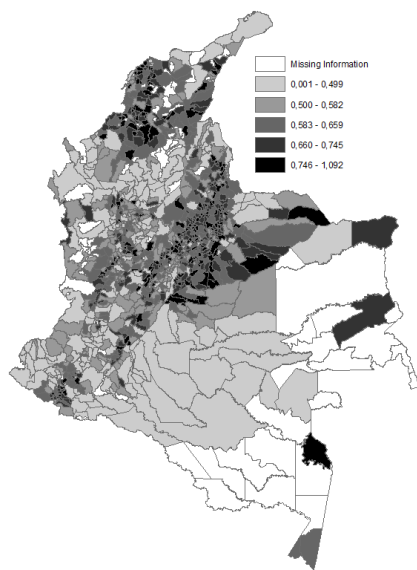 Missing Information
0,001 - 0,499
0,500 - 0,582
0,583 - 0,659
0,660 - 0,745
0,746 - 1,092